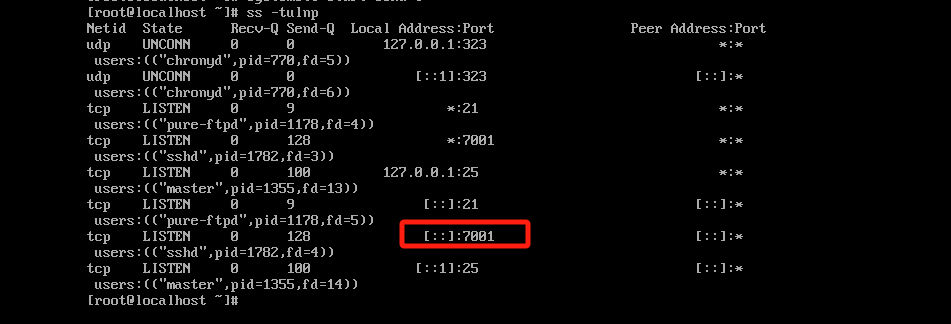 [root@localhost ~]# ss -tulnp
Netid State Recv-Q Send-Q Local Address:Port Peer Address:Port
udp UNCONN 0 0 127.0.0.1:323 *:*
users:(("chronyd",pid=770,fd=5))
udp UNCONN 0 0 [::1]:323 [::]:*
users:(("chronyd",pid=770,fd=6))
tcp LISTEN 0 9 *:21 *:*
users:(("pure-ftpd",pid=1178,fd=4))
tcp LISTEN 0 128 *:7001 *:*
users:(("sshd",pid=1782,fd=3))
tcp LISTEN 0 100 127.0.0.1:25 *:*
users:(("master",pid=1355,fd=13))
tcp LISTEN 0 9 [::]:21 [::]:*
users:(("pure-ftpd",pid=1178,fd=5))
tcp LISTEN 0 128 [::]:7001 [::]:*
users:(("sshd",pid=1782,fd=4))
tcp LISTEN 0 100 [::1]:25 [::]:*
users:(("master",pid=1355,fd=14))
[root@localhost ~]#